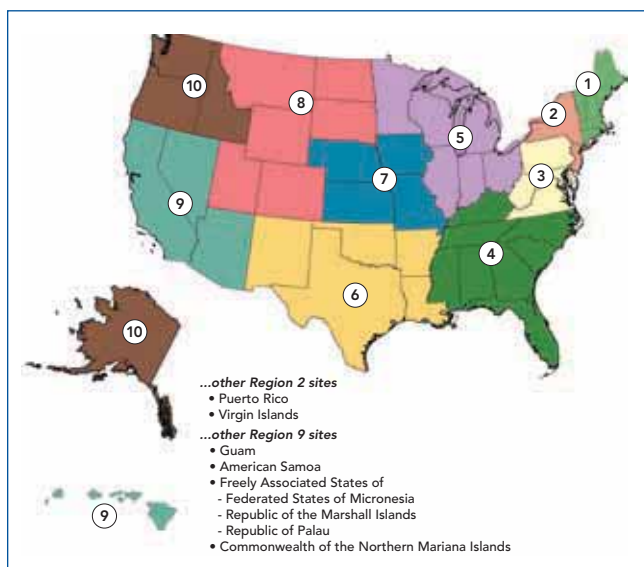 1
10
8
2
5
3
7
9
4
6
10
...other Region 2 sites
• Puerto Rico
• Virgin Islands
...other Region 9 sites
• Guam
• American Samoa
• Freely Associated States of
- Federated States of Micronesia
- Republic of the Marshall Islands
- Republic of Palau
• Commonwealth of the Northern Mariana Islands
9